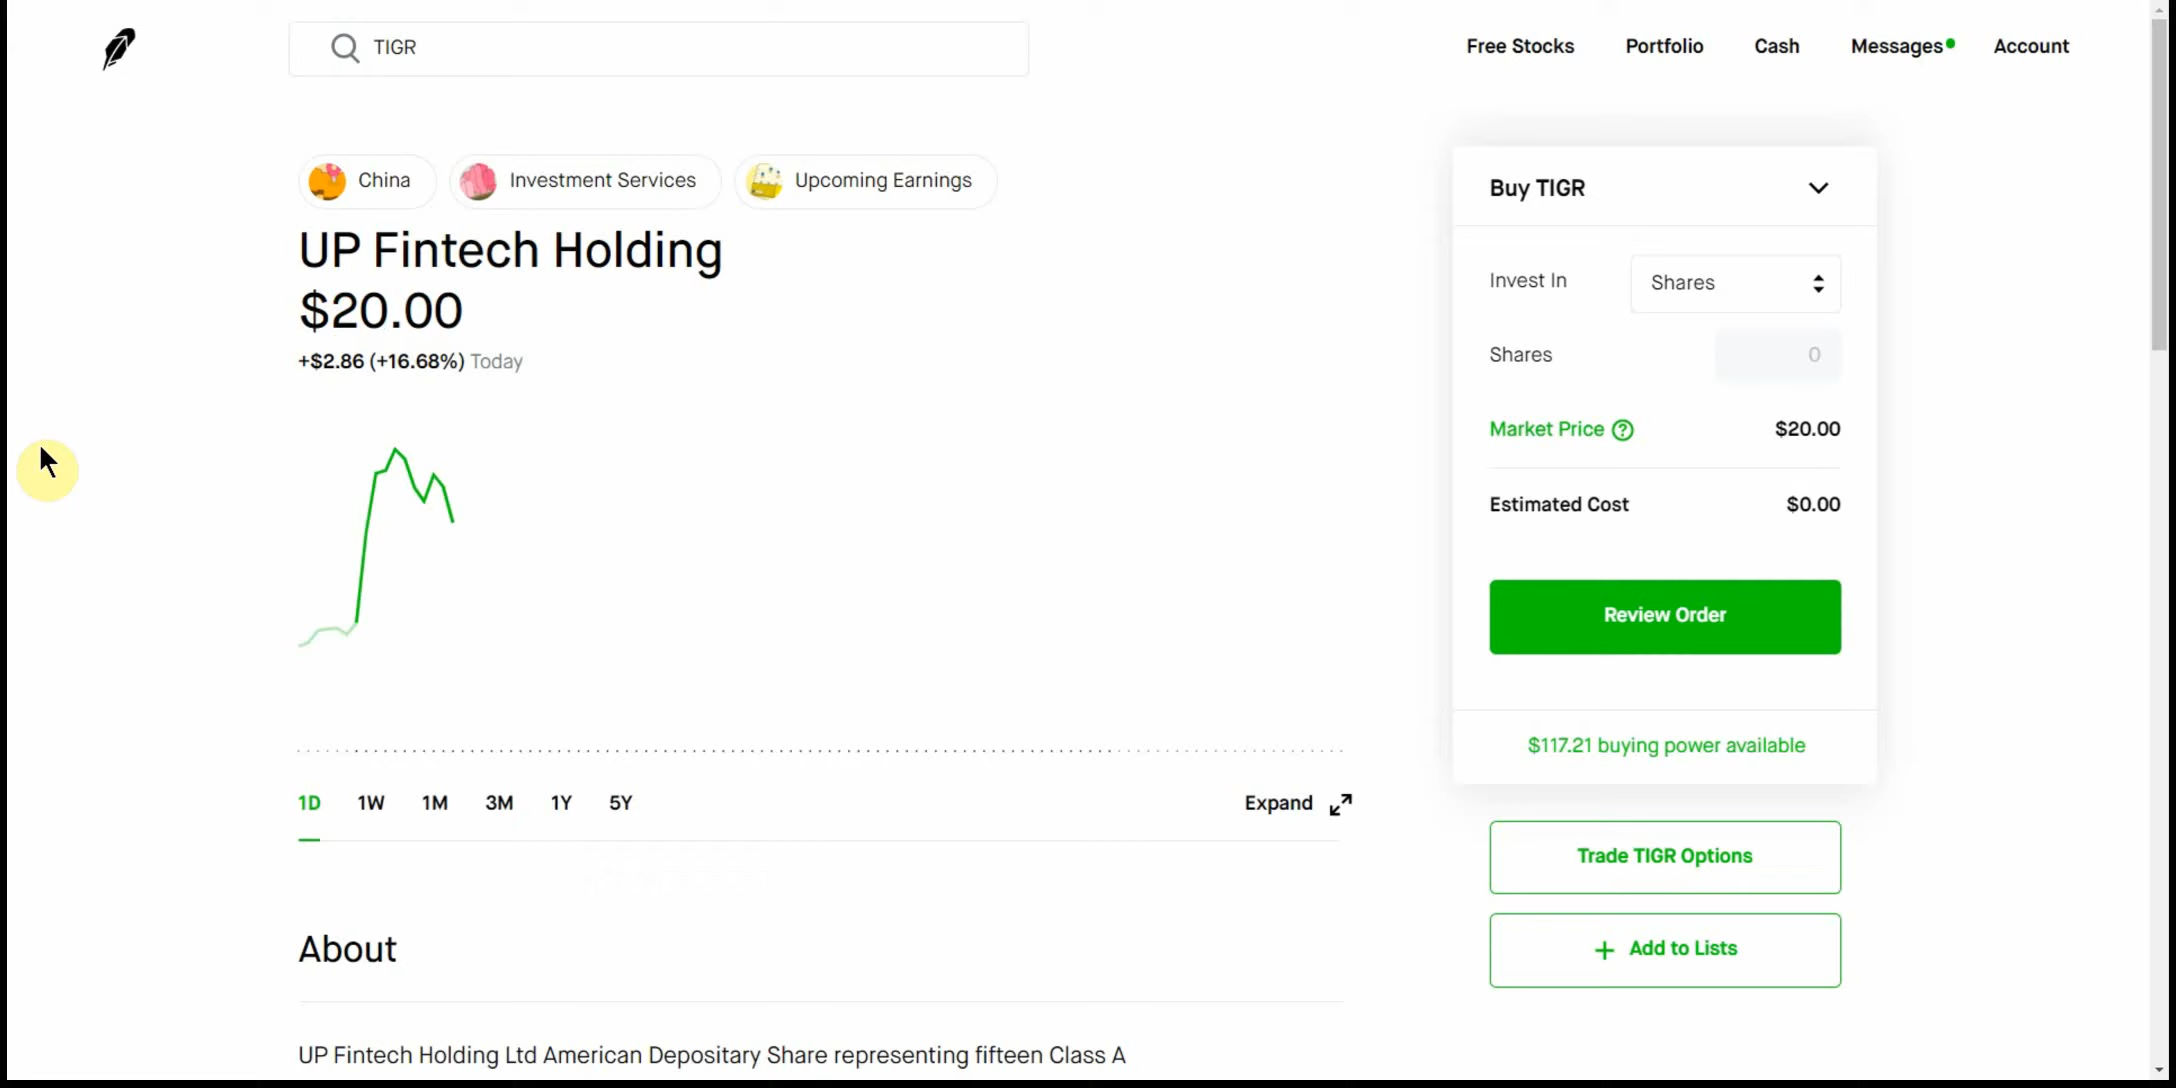 TIGR
Free Stocks
Portfolio
Cash
Messages
Account
China
Investment Services
Upcoming Earnings
UP Fintech Holding
$20.00
+$2.86 (+16.68%) Today
1D
1W
1M
3M
1Y
5Y
Expand
About
UP Fintech Holding Ltd American Depositary Share representing fifteen Class A
Buy TIGR
Invest In
Shares
Shares
0
Market Price ?
$20.00
Estimated Cost
$0.00
Review Order
$117.21 buying power available
Trade TIGR Options
+ Add to Lists